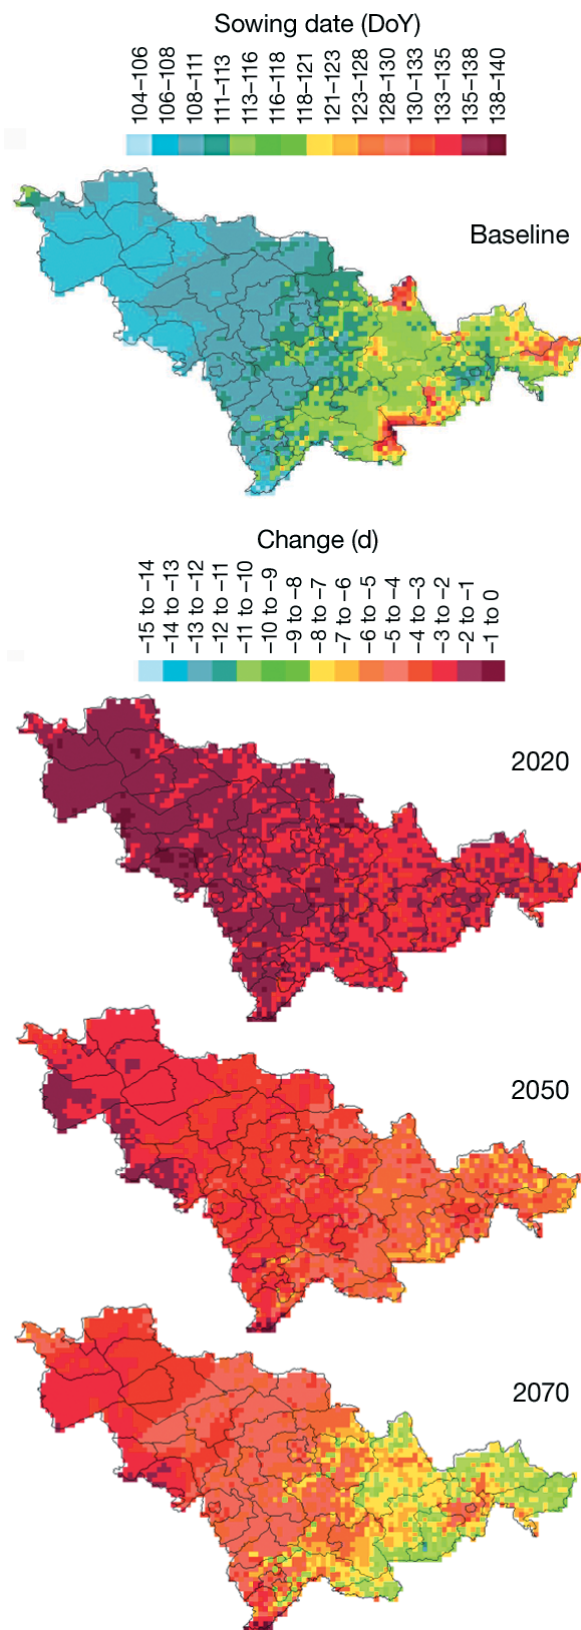 Sowing date (DoY)
104–106
106–108
108–111
111–113
113–116
116–118
118–121
121–123
123–128
128–130
130–133
133–135
135–138
138–140
Baseline
Change (d)
–15 to –14
–14 to –13
–13 to –12
–12 to –11
–11 to –10
–10 to –9
–9 to –8
–8 to –7
–7 to –6
–6 to –5
–5 to –4
–4 to –3
–3 to –2
–2 to –1
–1 to 0
2020
2050
2070